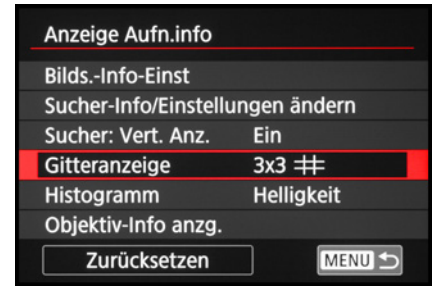 Anzeige Aufn.info
Bilds.-Info-Einst
Sucher-Info/Einstellungen ändern
Sucher: Vert. Anz. Ein
Gitteranzeige 3x3
Histogramm Helligkeit
Objektiv-Info anzg.
Zurücksetzen MENU